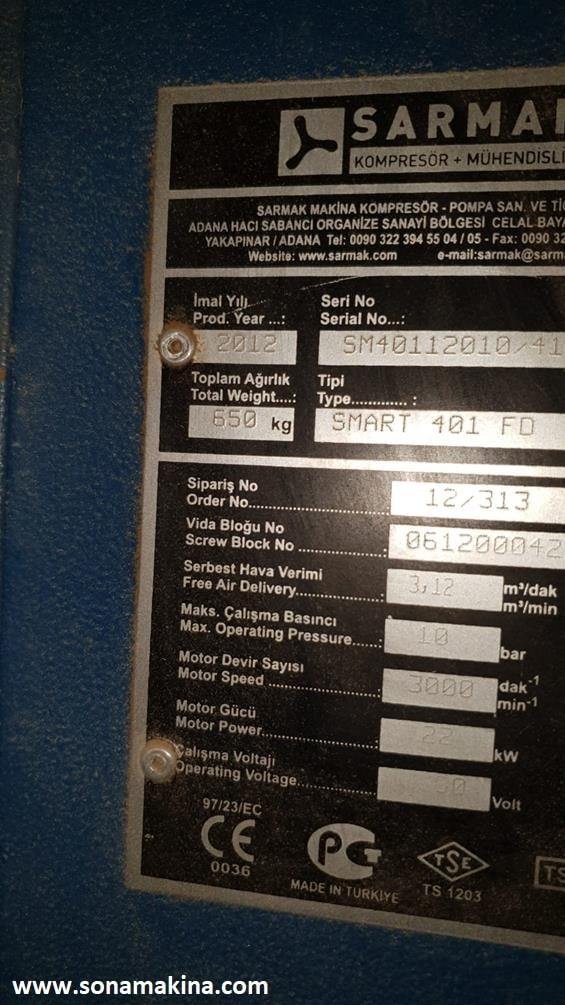 SARMAK
KOMPRESÖR + MÜHENDİSLİ
SARMAK MAKİNA KOMPRESÖR - POMPA SAN. VE TİC
ADANA HACI SABANCI ORGANİZE SANAYİ BÖLGESİ CELAL BAYA
YAKAPINAR / ADANA Tel: 0090 322 394 55 04 / 05 - Fax: 0090 32
Website: www.sarmak.com e-mail:sarmak@sarm
İmal Yılı Seri No
Prod. Year ...: Serial No...:
2012 SM40112010/41
Toplam Ağırlık Tipi
Total Weight....: Type............. :
650 kg SMART 401 FD
Sipariş No
Order No 12/313
Vida Bloğu No
Screw Block No 061200042
Serbest Hava Verimi
Free Air Delivery 3,12 m³/dak
m³/min
Maks. Çalışma Basıncı
Max. Operating Pressure 10 bar
Motor Devir Sayısı
Motor Speed 3000 dak⁻¹
min⁻¹
Motor Gücü
Motor Power 22 kW
Çalışma Voltajı
Operating Voltage Volt
97/23/EC
CE
0036
PCT
MADE IN TURKIYE
TSE
TS 1203
TS
www.sonamakina.com